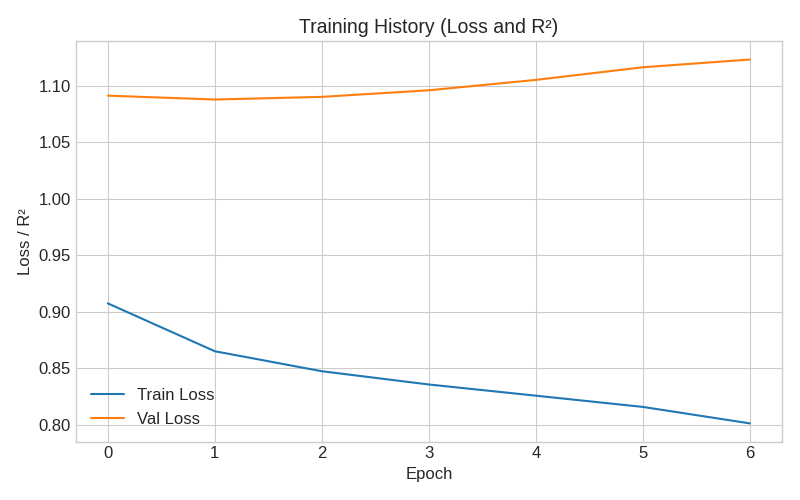 Training History (Loss and R²)
Loss / R²
1.10
1.05
1.00
0.95
0.90
0.85
0.80
Train Loss
Val Loss
0 1 2 3 4 5 6
Epoch